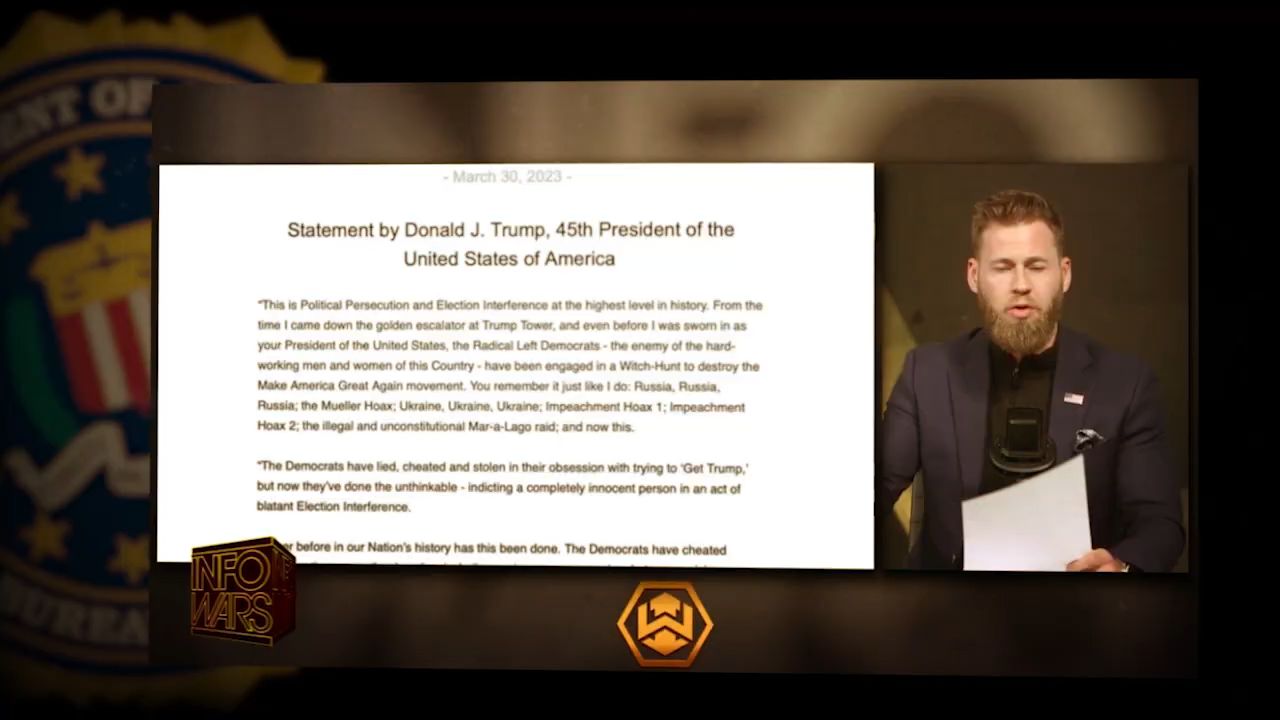 ENT OF
- March 30, 2023 -
Statement by Donald J. Trump, 45th President of the
United States of America
"This is Political Persecution and Election Interference at the highest level in history. From the
time I came down the golden escalator at Trump Tower, and even before I was sworn in as
your President of the United States, the Radical Left Democrats - the enemy of the hard-
working men and women of this Country - have been engaged in a Witch-Hunt to destroy the
Make America Great Again movement. You remember it just like I do: Russia, Russia,
Russia; the Mueller Hoax; Ukraine, Ukraine, Ukraine; Impeachment Hoax 1; Impeachment
Hoax 2; the illegal and unconstitutional Mar-a-Lago raid; and now this.
"The Democrats have lied, cheated and stolen in their obsession with trying to 'Get Trump,'
but now they've done the unthinkable - indicting a completely innocent person in an act of
blatant Election Interference.
er before in our Nation's history has this been done. The Democrats have cheated
INFO
WARS
UREA